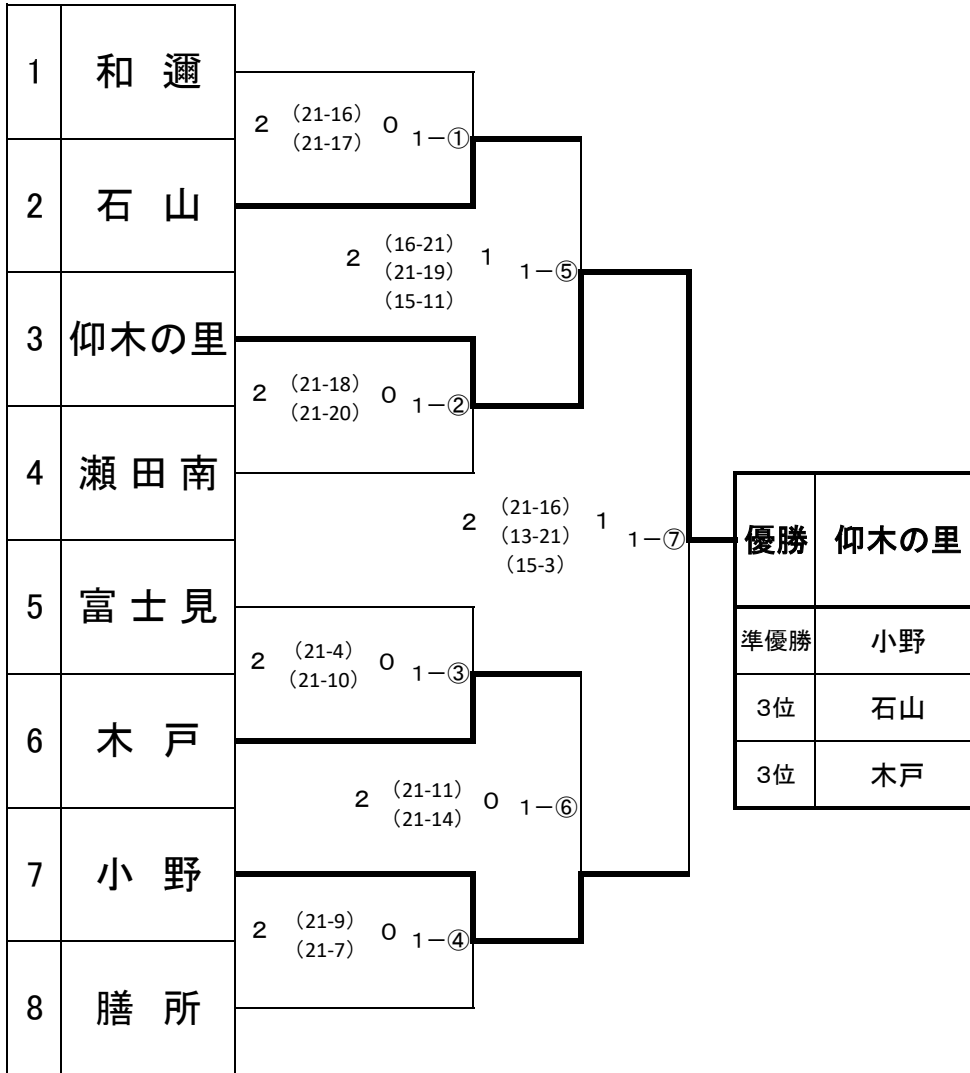 1 和 邇
2 (21-16) 0 1-①
(21-17)
2 石 山
2 (16-21) 1 1-⑤
(21-19)
(15-11)
3 仰木の里
2 (21-18) 0 1-②
(21-20)
4 瀬 田 南
2 (21-16) 1 1-⑦
(13-21)
(15-3)
優勝 仰木の里
5 富 士 見
準優勝 小野
2 (21-4) 0 1-③
(21-10)
3位 石山
6 木 戸
3位 木戸
2 (21-11) 0 1-⑥
(21-14)
7 小 野
2 (21-9) 0 1-④
(21-7)
8 膳 所